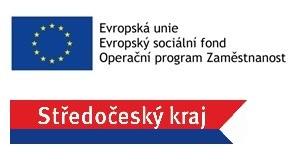 Evropská unie
Evropský sociální fond
Operační program Zaměstnanost
Středočeský kraj